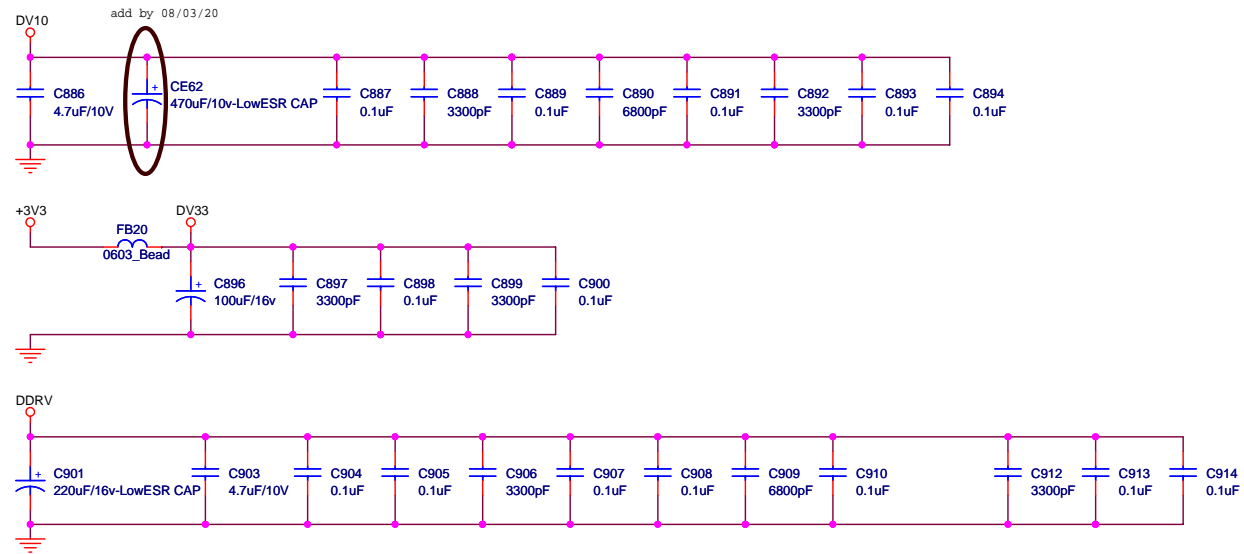 add by 08/03/20
DV10
C886
4.7uF/10V
+
CE62
470uF/10v-LowESR CAP
C887
0.1uF
C888
3300pF
C889
0.1uF
C890
6800pF
C891
0.1uF
C892
3300pF
C893
0.1uF
C894
0.1uF
+3V3
FB20
0603_Bead
DV33
+
C896
100uF/16v
C897
3300pF
C898
0.1uF
C899
3300pF
C900
0.1uF
DDRV
+
C901
220uF/16v-LowESR CAP
C903
4.7uF/10V
C904
0.1uF
C905
0.1uF
C906
3300pF
C907
0.1uF
C908
0.1uF
C909
6800pF
C910
0.1uF
C912
3300pF
C913
0.1uF
C914
0.1uF